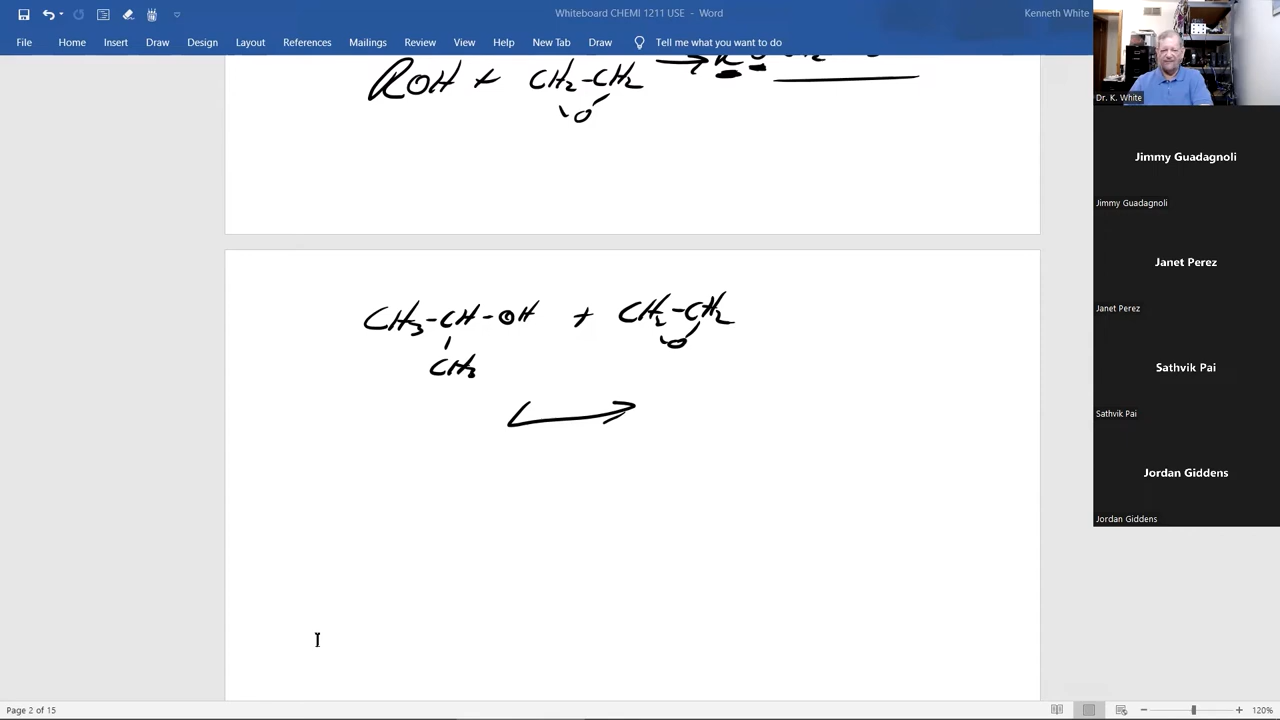 Whiteboard CHEMI 1211 USE - Word
Kenneth White
File Home Insert Draw Design Layout References Mailings Review View Help New Tab Draw Tell me what you want to do
ROH + CH2-CH2
O
CH3-CH-OH + CH2-CH2
O
CH3
Dr. K. White
Jimmy Guadagnoli
Jimmy Guadagnoli
Janet Perez
Janet Perez
Sathvik Pai
Sathvik Pai
Jordan Giddens
Jordan Giddens
Page 2 of 15
120%